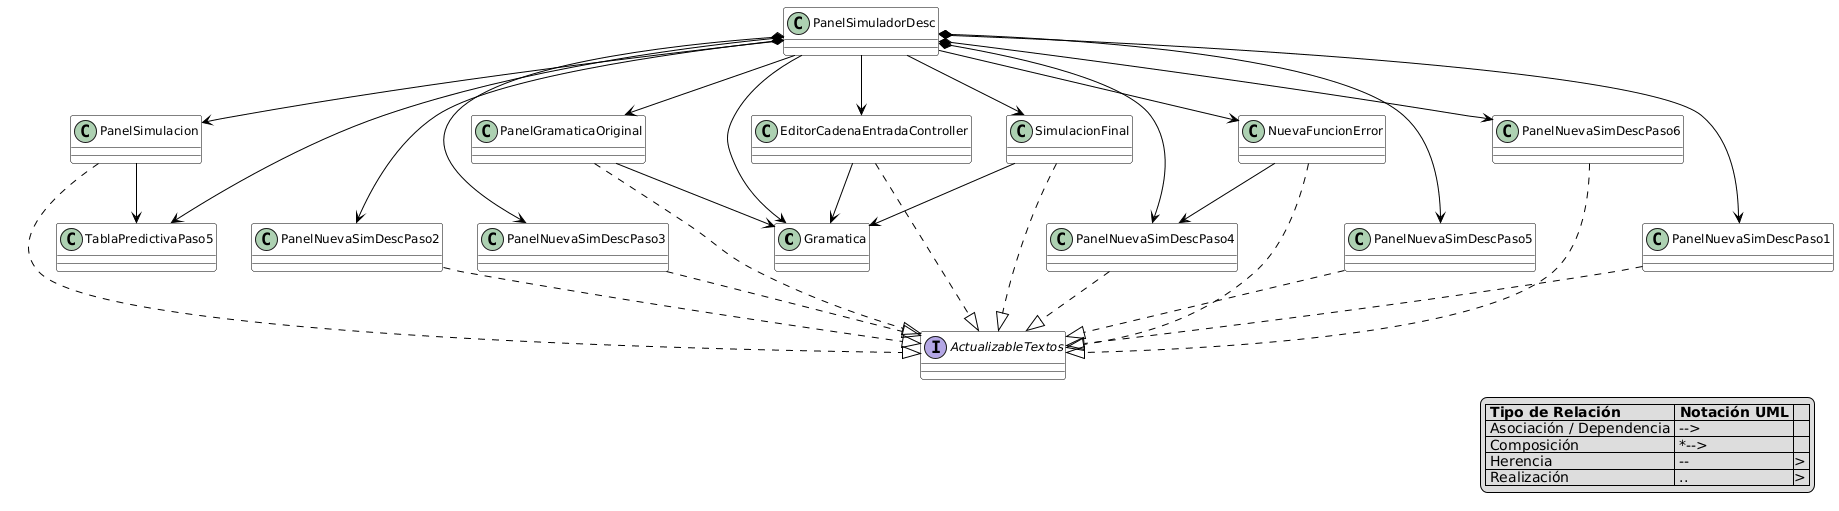 C PanelSimuladorDesc
C PanelSimulacion
C PanelGramaticaOriginal
C EditorCadenaEntradaController
C SimulacionFinal
C NuevaFuncionError
C PanelNuevaSimDescPaso6
C TablaPredictivaPaso5
C PanelNuevaSimDescPaso2
C PanelNuevaSimDescPaso3
C Gramatica
C PanelNuevaSimDescPaso4
C PanelNuevaSimDescPaso5
C PanelNuevaSimDescPaso1
I ActualizableTextos
Tipo de Relación Notación UML
Asociación / Dependencia -->
Composición *-->
Herencia -- >
Realización .. >